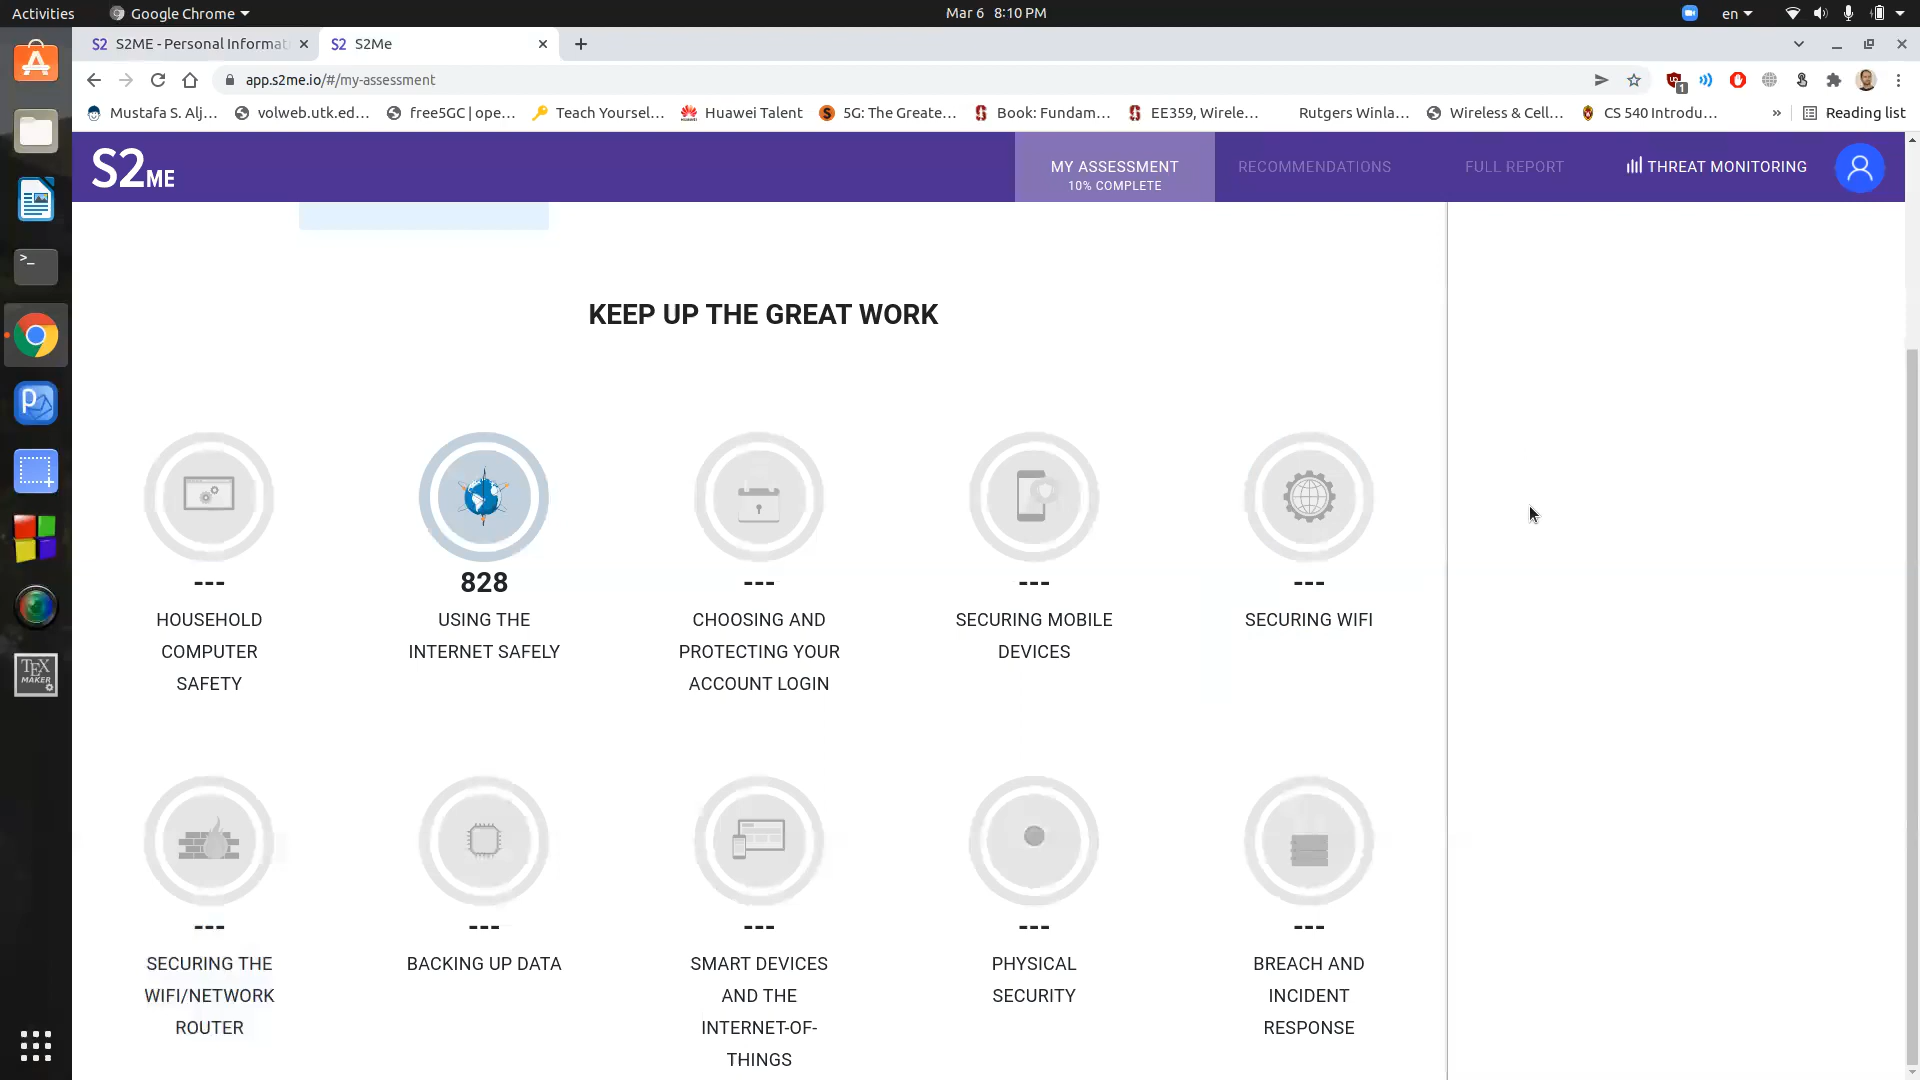 Activities
Google Chrome
Mar 6 8:10 PM
en
S2 S2ME - Personal Informat
S2 S2Me
app.s2me.io/#/my-assessment
1
Mustafa S. Alj...
volweb.utk.ed...
free5GC | ope...
Teach Yoursel...
Huawei Talent
5G: The Greate...
Book: Fundam...
EE359, Wirele...
Rutgers Winla...
Wireless & Cell...
CS 540 Introdu...
»
Reading list
S2ME
MY ASSESSMENT
10% COMPLETE
RECOMMENDATIONS
FULL REPORT
THREAT MONITORING
KEEP UP THE GREAT WORK
---
HOUSEHOLD
COMPUTER
SAFETY
828
USING THE
INTERNET SAFELY
---
CHOOSING AND
PROTECTING YOUR
ACCOUNT LOGIN
---
SECURING MOBILE
DEVICES
---
SECURING WIFI
---
SECURING THE
WIFI/NETWORK
ROUTER
---
BACKING UP DATA
---
SMART DEVICES
AND THE
INTERNET-OF-
THINGS
---
PHYSICAL
SECURITY
---
BREACH AND
INCIDENT
RESPONSE
>_
P
TEX
MAKER